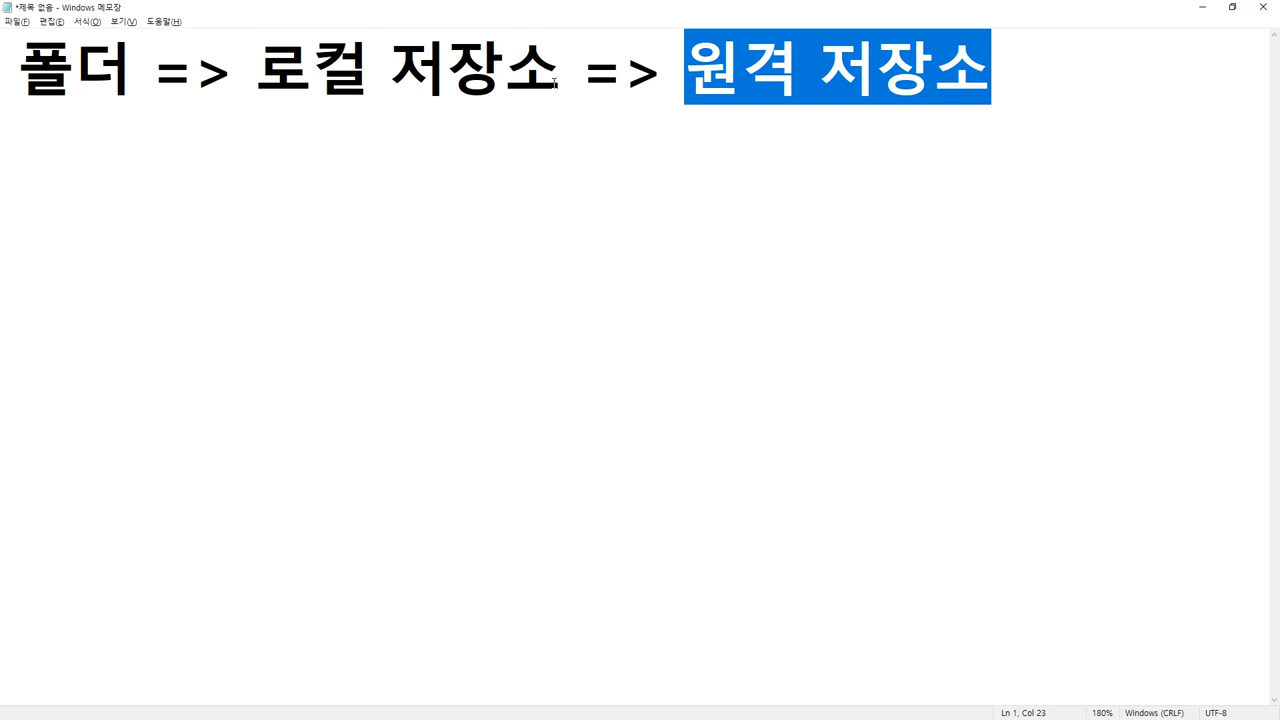 *제목 없음 - Windows 메모장
파일(F) 편집(E) 서식(O) 보기(V) 도움말(H)
폴더 => 로컬 저장소 => 원격 저장소
Ln 1, Col 23 180% Windows (CRLF) UTF-8